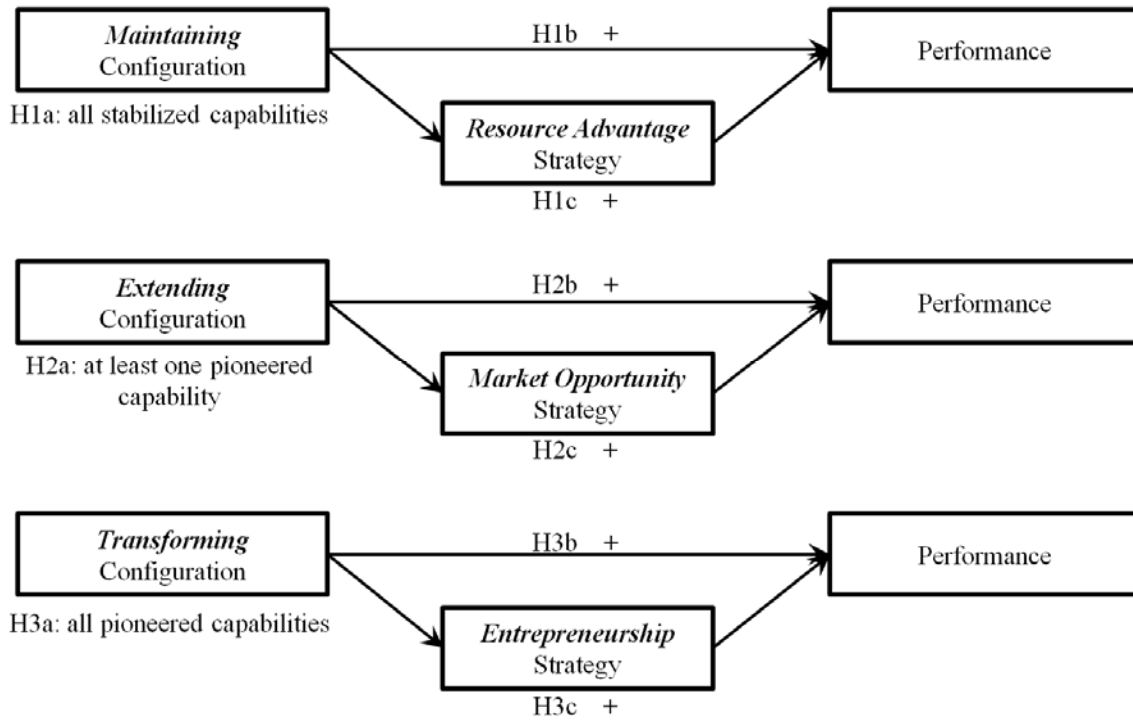 H1b +
Maintaining
Configuration
Performance
H1a: all stabilized capabilities
Resource Advantage
Strategy
H1c +
H2b +
Extending
Configuration
Performance
H2a: at least one pioneered
capability
Market Opportunity
Strategy
H2c +
H3b +
Transforming
Configuration
Performance
H3a: all pioneered capabilities
Entrepreneurship
Strategy
H3c +